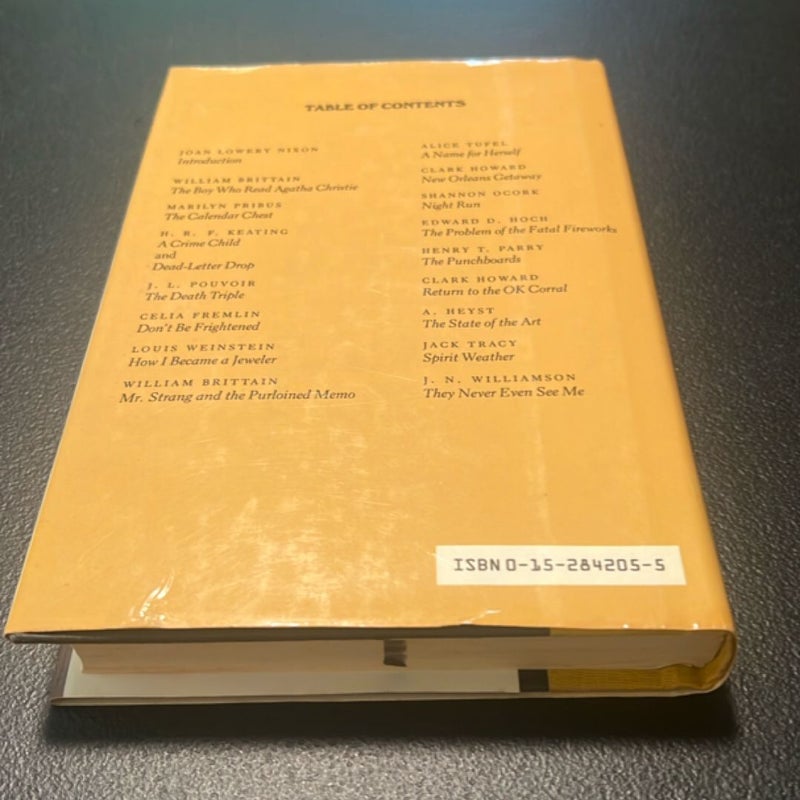 TABLE OF CONTENTS
JOAN LOWERY NIXON
Introduction
WILLIAM BRITTAIN
The Boy Who Read Agatha Christie
MARILYN PRIBUS
The Calendar Chest
H. R. F. KEATING
A Crime Child
and
Dead-Letter Drop
J. L. POUVOIR
The Death Triple
CELIA FREMLIN
Don't Be Frightened
LOUIS WEINSTEIN
How I Became a Jeweler
WILLIAM BRITTAIN
Mr. Strang and the Purloined Memo
ALICE TUFEL
A Name for Herself
CLARK HOWARD
New Orleans Getaway
SHANNON OCORK
Night Run
EDWARD D. HOCH
The Problem of the Fatal Fireworks
HENRY T. PARRY
The Punchboards
CLARK HOWARD
Return to the OK Corral
A. HEYST
The State of the Art
JACK TRACY
Spirit Weather
J. N. WILLIAMSON
They Never Even See Me
ISBN 0-15-284205-5